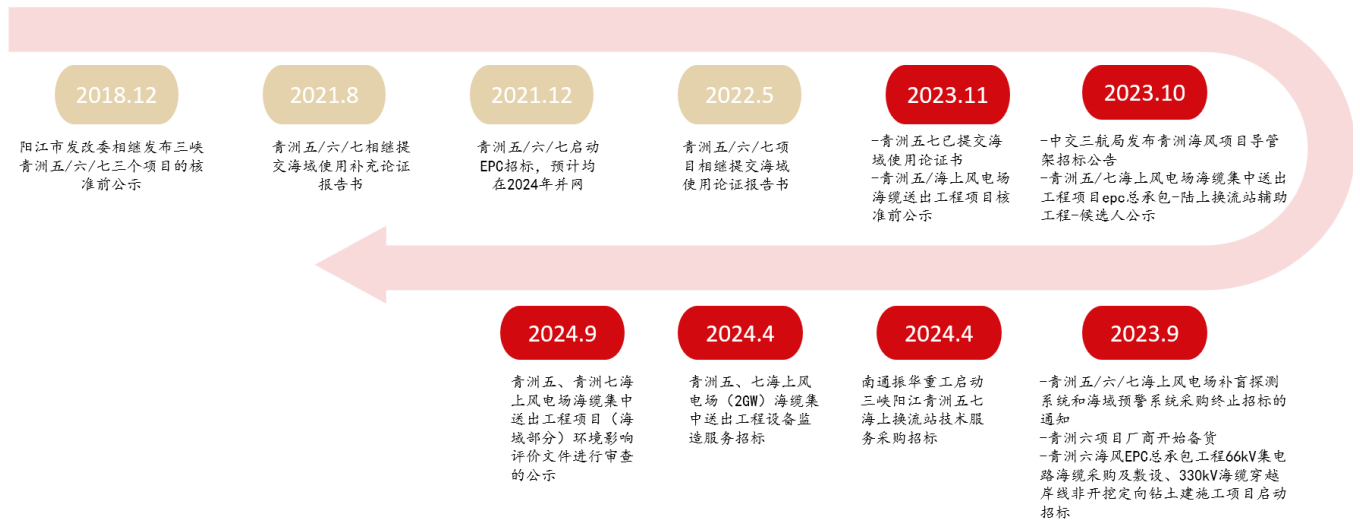 2018.12
阳江市发改委相继发布三峡
青洲五/六/七三个项目的核
准前公示
2021.8
青洲五/六/七相继提
交海域使用补充论证
报告书
2021.12
青洲五/六/七启动
EPC招标，预计均
在2024年并网
2022.5
青洲五/六/七项
目相继提交海域
使用论证报告书
2023.11
-青洲五七已提交海
域使用论证书
-青洲五/海上风电场
海缆送出工程项目核
准前公示
2023.10
-中交三航局发布青洲海风项目导管
架招标公告
-青洲五/七海上风电场海缆集中送出
工程项目epc总承包-陆上换流站辅助
工程-候选人公示
2024.9
青洲五、青洲七海
上风电场海缆集中
送出工程项目（海
域部分）环境影响
评价文件进行审查
的公示
2024.4
青洲五、七海上风
电场（2GW）海缆集
中送出工程设备监
造服务招标
2024.4
南通振华重工启动
三峡阳江青洲五七
海上换流站技术服
务采购招标
2023.9
-青洲五/六/七海上风电场补盲探测
系统和海域预警系统采购终止招标的
通知
-青洲六项目厂商开始备货
-青洲六海风EPC总承包工程66kV集电
路海缆采购及敷设、330kV海缆穿越
岸线非开挖定向钻土建施工项目启动
招标